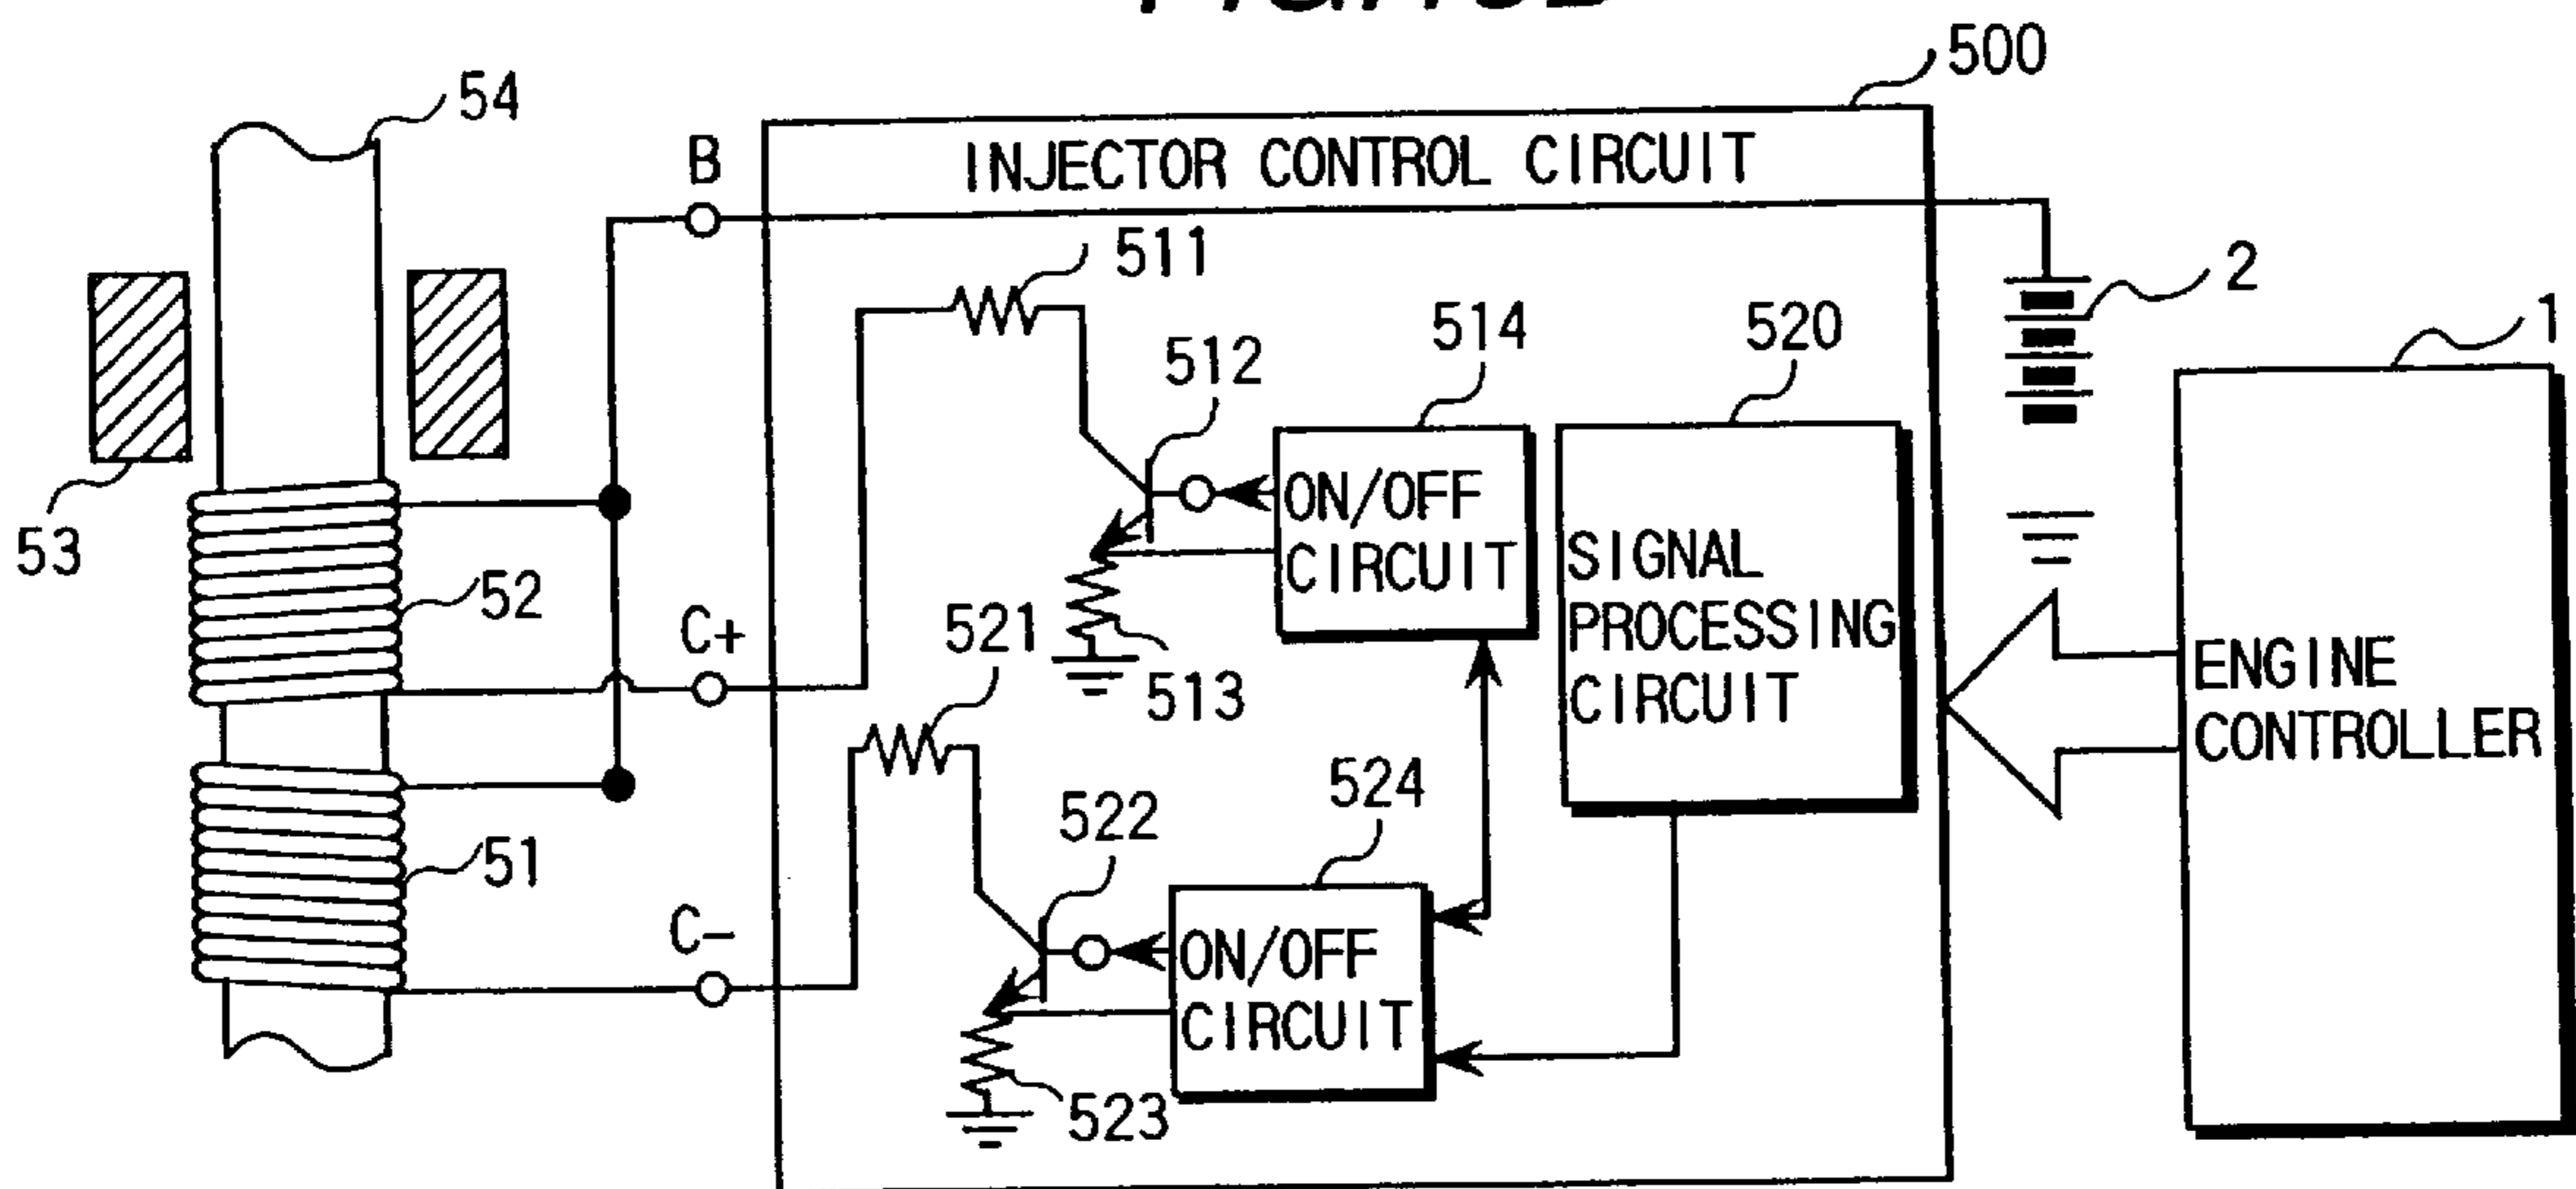 500
54
B
INJECTOR CONTROL CIRCUIT
511
2
514
520
1
512
ON/OFF
CIRCUIT
SIGNAL
PROCESSING
CIRCUIT
53
52
C+
521
513
ENGINE
CONTROLLER
524
522
51
C-
ON/OFF
CIRCUIT
523